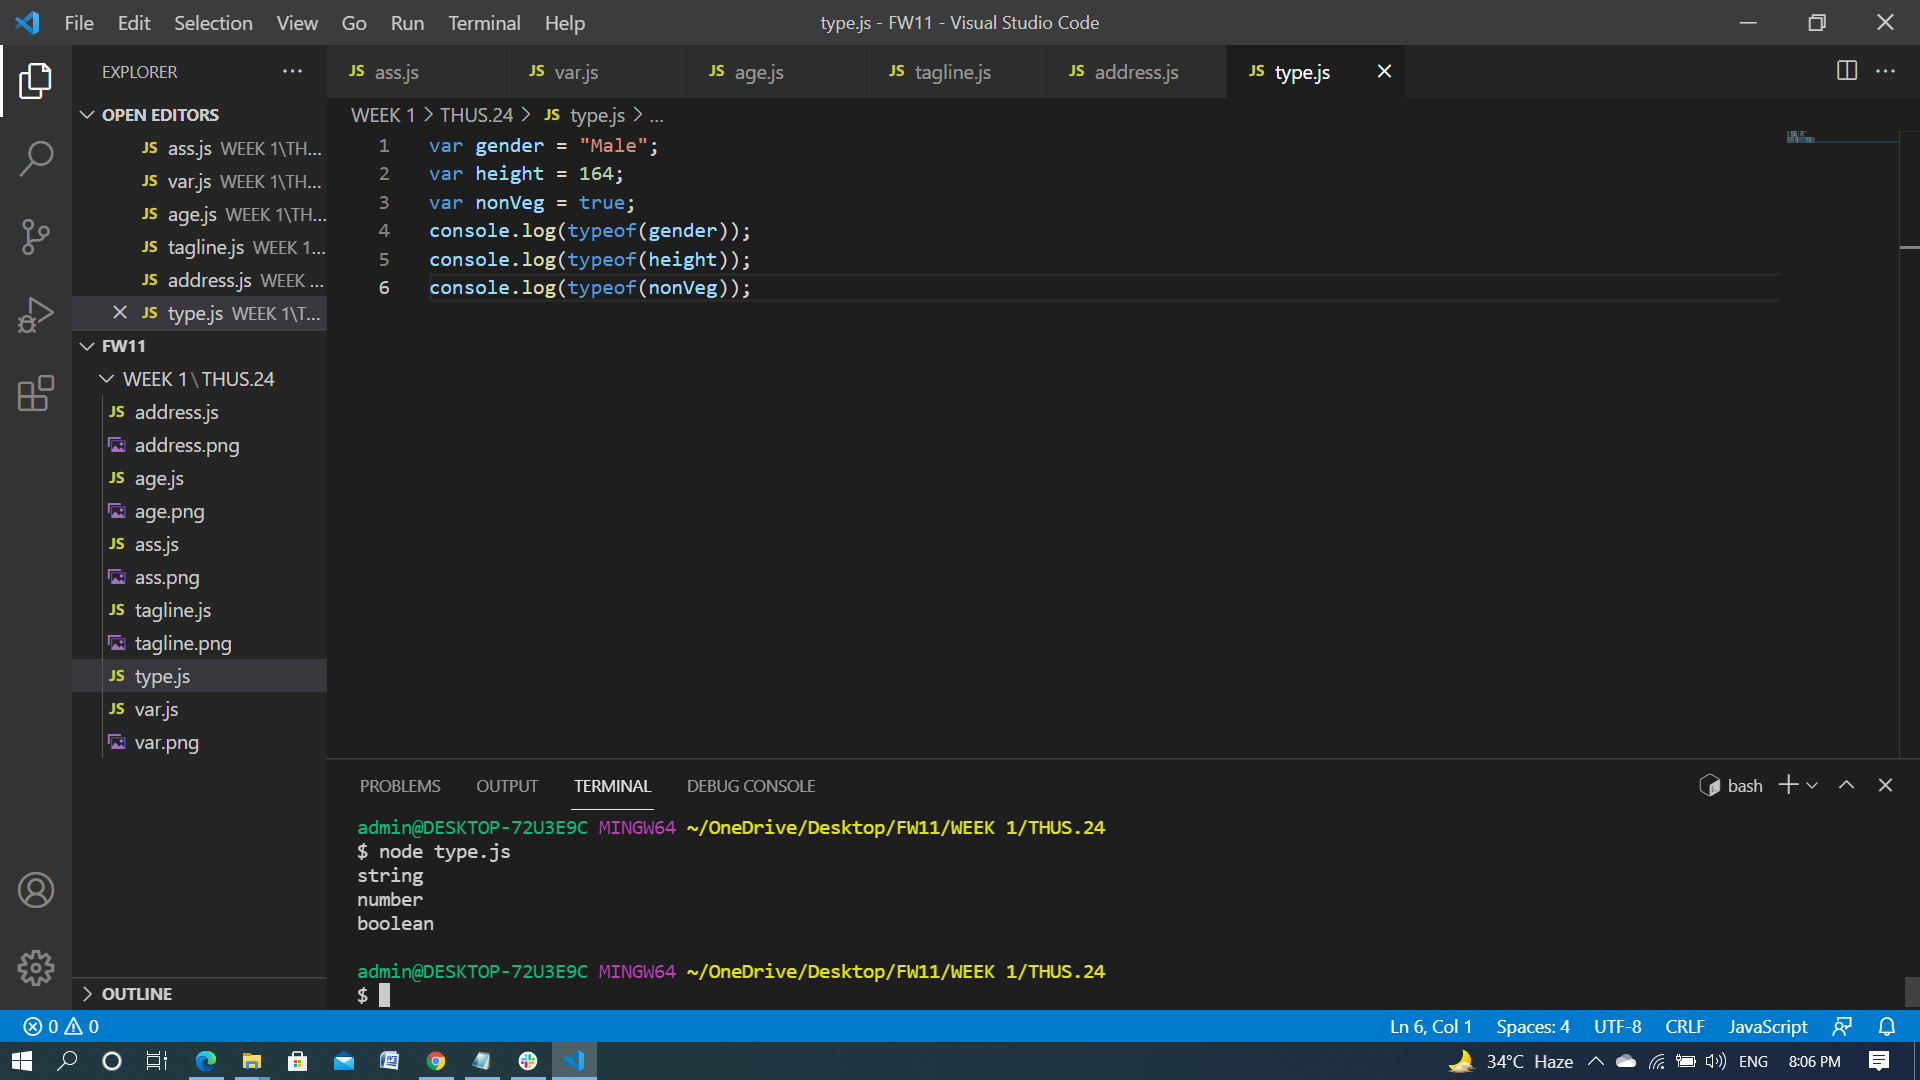 File Edit Selection View Go Run Terminal Help
type.js - FW11 - Visual Studio Code
EXPLORER
OPEN EDITORS
JS ass.js WEEK 1\TH...
JS var.js WEEK 1\TH...
JS age.js WEEK 1\TH...
JS tagline.js WEEK 1...
JS address.js WEEK ...
JS type.js WEEK 1\T...
FW11
WEEK 1 \ THUS.24
JS address.js
address.png
JS age.js
age.png
JS ass.js
ass.png
JS tagline.js
tagline.png
JS type.js
JS var.js
var.png
OUTLINE
JS ass.js JS var.js JS age.js JS tagline.js JS address.js JS type.js
WEEK 1 > THUS.24 > JS type.js > ...
1 var gender = "Male";
2 var height = 164;
3 var nonVeg = true;
4 console.log(typeof(gender));
5 console.log(typeof(height));
6 console.log(typeof(nonVeg));
PROBLEMS OUTPUT TERMINAL DEBUG CONSOLE
bash
admin@DESKTOP-72U3E9C MINGW64 ~/OneDrive/Desktop/FW11/WEEK 1/THUS.24
$ node type.js
string
number
boolean
admin@DESKTOP-72U3E9C MINGW64 ~/OneDrive/Desktop/FW11/WEEK 1/THUS.24
$
0 0
Ln 6, Col 1 Spaces: 4 UTF-8 CRLF JavaScript
34°C Haze ENG 8:06 PM